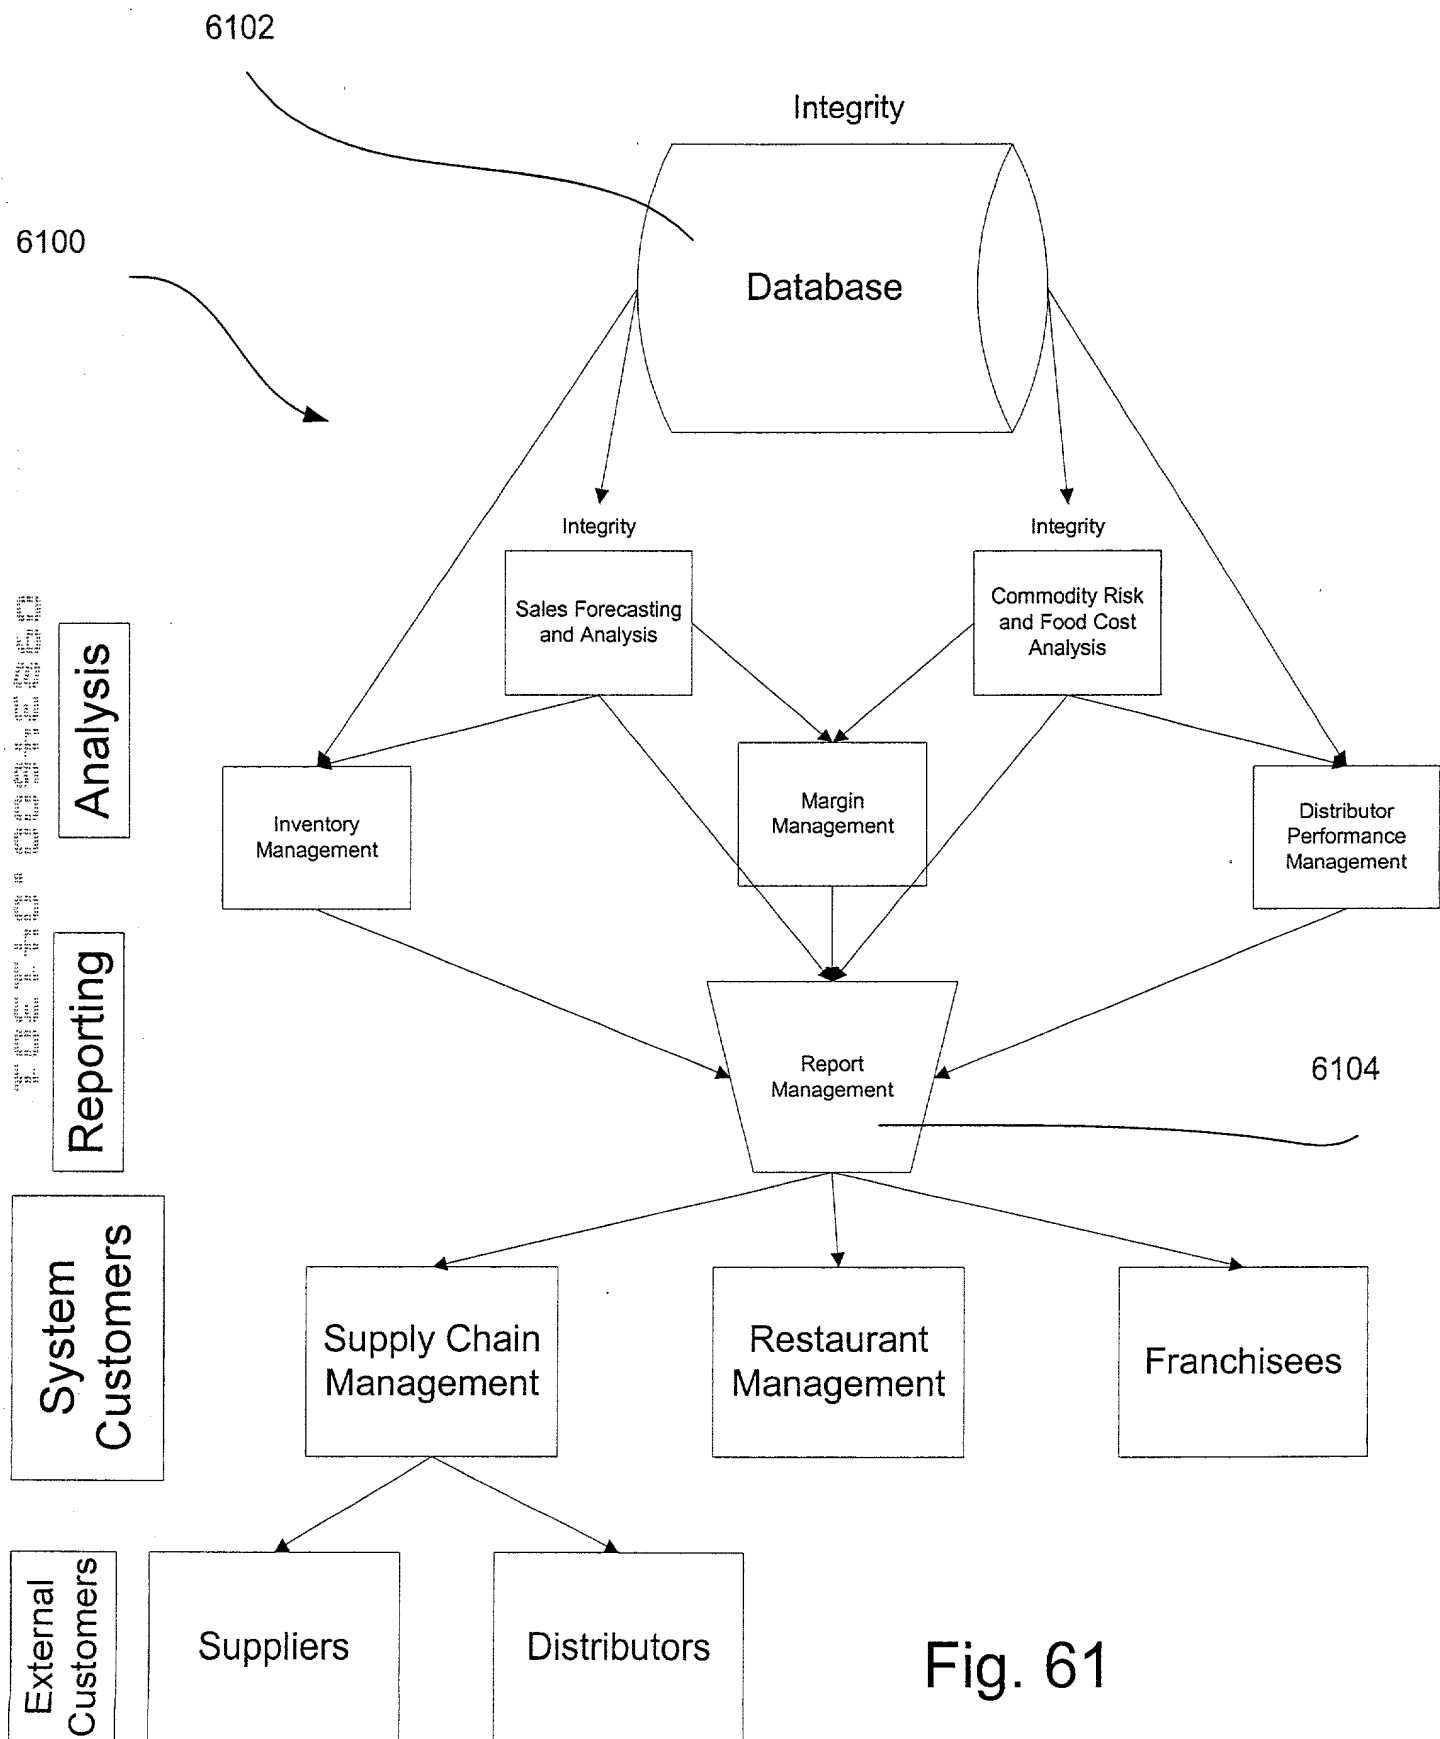 6102
Integrity
6100
Database
Integrity
Integrity
Sales Forecasting
and Analysis
Commodity Risk
and Food Cost
Analysis
Analysis
Inventory
Management
Margin
Management
Distributor
Performance
Management
Reporting
Report
Management
6104
System
Customers
Supply Chain
Management
Restaurant
Management
Franchisees
External
Customers
Suppliers
Distributors
Fig. 61